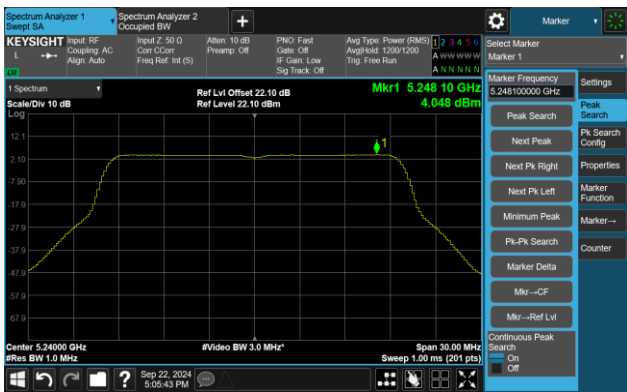 Spectrum Analyzer 1
Swept SA
Spectrum Analyzer 2
Occupied BW
+
Marker
KEYSIGHT
L
Input: RF
Coupling: AC
Align: Auto
Input Z: 50 Ω
Corr CCorr
Freq Ref: Int (S)
Atten: 10 dB
Preamp: Off
PNO: Fast
Gate: Off
IF Gain: Low
Sig Track: Off
Avg Type: Power (RMS)
Avg|Hold: 1200/1200
Trig: Free Run
1 2 3 4 5 6
A W W W W W
A N N N N N
Select Marker
Marker 1
1 Spectrum
Scale/Div 10 dB
Log
Ref Lvl Offset 22.10 dB
Ref Level 22.10 dBm
Mkr1 5.248 10 GHz
4.048 dBm
12.1
2.10
-7.90
-17.9
-27.9
-37.9
-47.9
-57.9
-67.9
1
Center 5.24000 GHz
#Res BW 1.0 MHz
#Video BW 3.0 MHz*
Span 30.00 MHz
Sweep 1.00 ms (201 pts)
Marker Frequency
5.248100000 GHz
Peak Search
Next Peak
Next Pk Right
Next Pk Left
Minimum Peak
Pk-Pk Search
Marker Delta
Mkr→CF
Mkr→Ref Lvl
Continuous Peak
Search
On
Off
Settings
Peak
Search
Pk Search
Config
Properties
Marker
Function
Marker→
Counter
?
Sep 22, 2024
5:05:43 PM